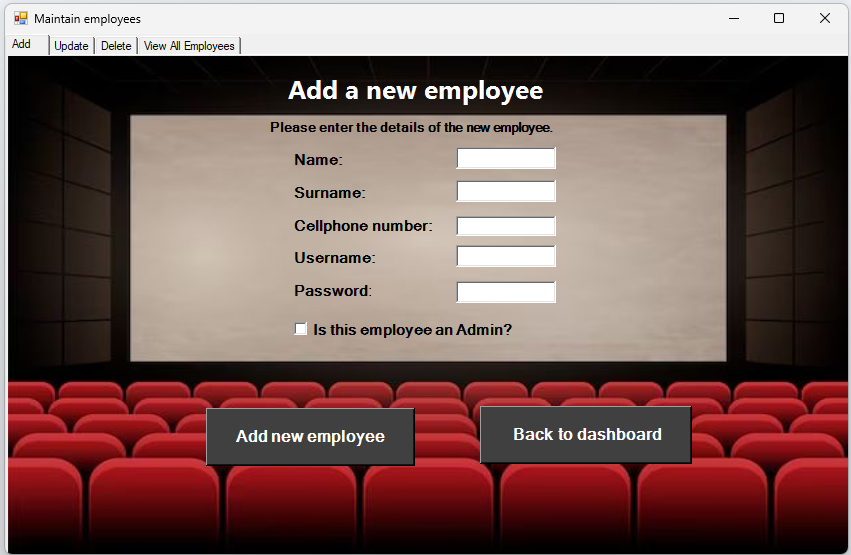 Maintain employees
Add Update Delete View All Employees
Add a new employee
Please enter the details of the new employee.
Name:
Surname:
Cellphone number:
Username:
Password:
Is this employee an Admin?
Add new employee Back to dashboard